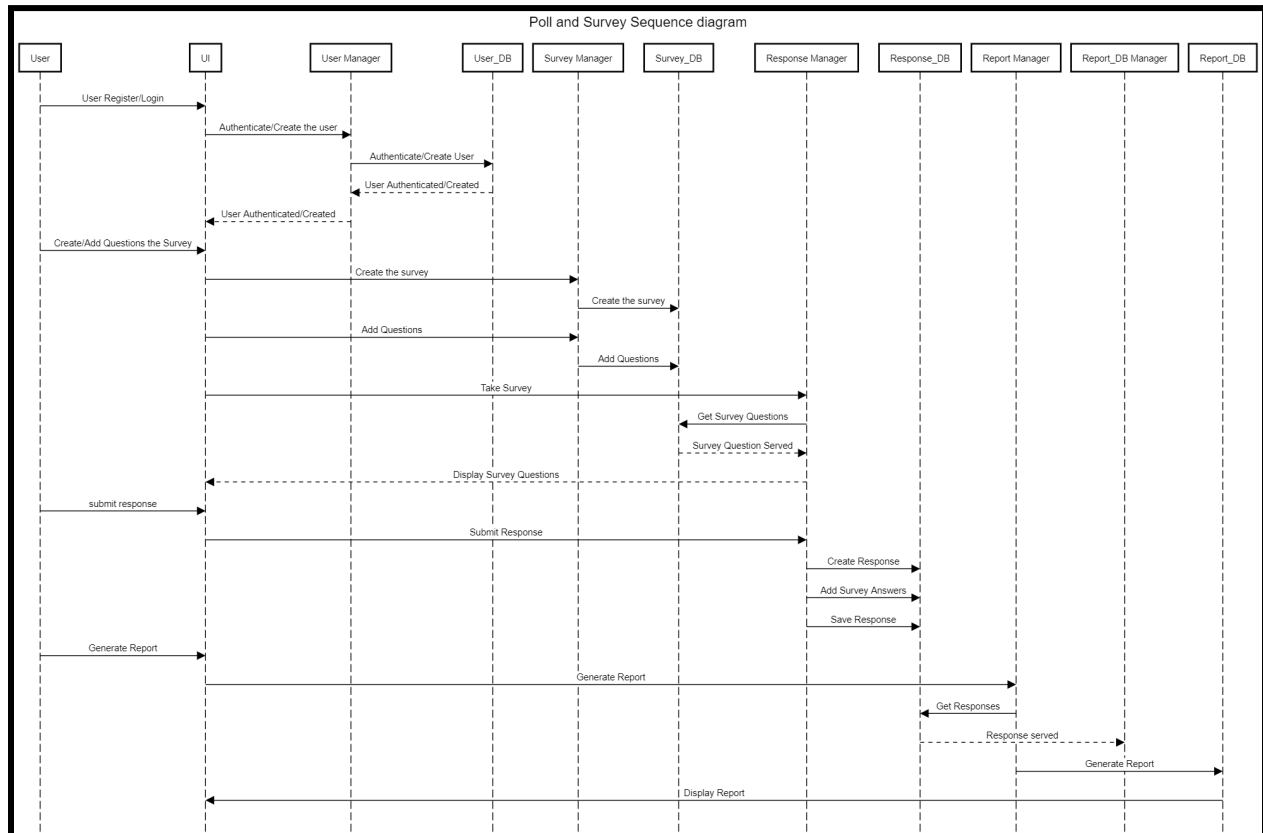 Poll and Survey Sequence diagram
User
UI
User Manager
User_DB
Survey Manager
Survey_DB
Response Manager
Response_DB
Report Manager
Report_DB Manager
Report_DB
User Register/Login
Authenticate/Create the user
Authenticate/Create User
User Authenticated/Created
User Authenticated/Created
Create/Add Questions the Survey
Create the survey
Create the survey
Add Questions
Add Questions
Take Survey
Get Survey Questions
Survey Question Served
Display Survey Questions
submit response
Submit Response
Create Response
Add Survey Answers
Save Response
Generate Report
Generate Report
Get Responses
Response served
Generate Report
Display Report